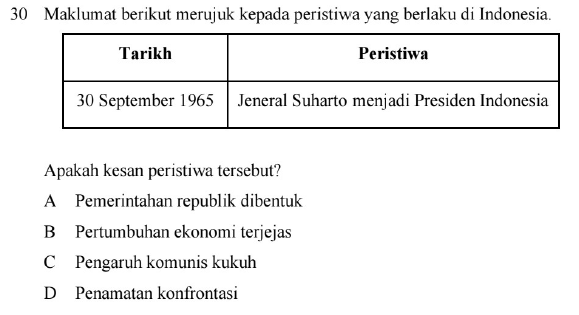 30 Maklumat berikut merujuk kepada peristiwa yang berlaku di Indonesia.
Tarikh Peristiwa
30 September 1965 Jeneral Suharto menjadi Presiden Indonesia
Apakah kesan peristiwa tersebut?
A Pemerintahan republik dibentuk
B Pertumbuhan ekonomi terjejas
C Pengaruh komunis kukuh
D Penamatan konfrontasi